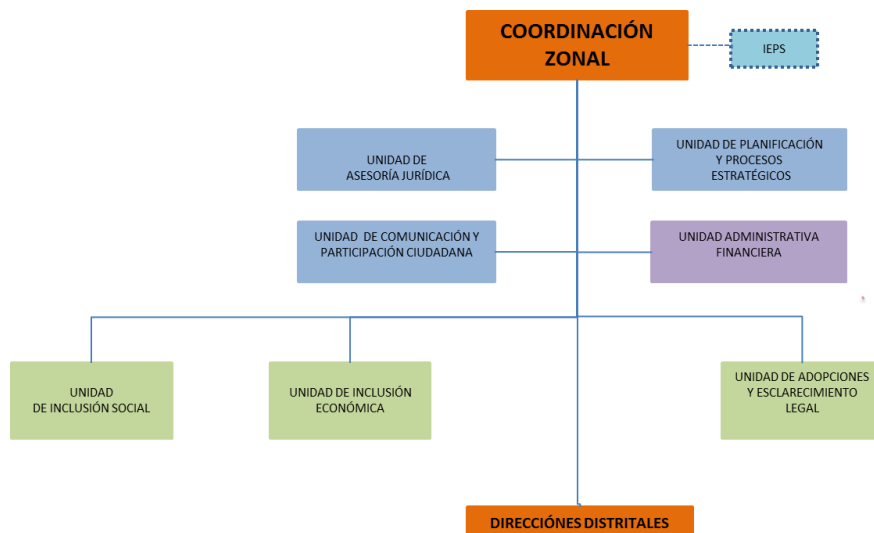 COORDINACIÓN
ZONAL
IEPS
UNIDAD DE
ASESORÍA JURÍDICA
UNIDAD DE PLANIFICACIÓN
Y PROCESOS
ESTRATÉGICOS
UNIDAD DE COMUNICACIÓN Y
PARTICIPACIÓN CIUDADANA
UNIDAD ADMINISTRATIVA
FINANCIERA
UNIDAD
DE INCLUSIÓN SOCIAL
UNIDAD DE INCLUSIÓN
ECONÓMICA
UNIDAD DE ADOPCIONES
Y ESCLARECIMIENTO
LEGAL
DIRECCIÓNES DISTRITALES